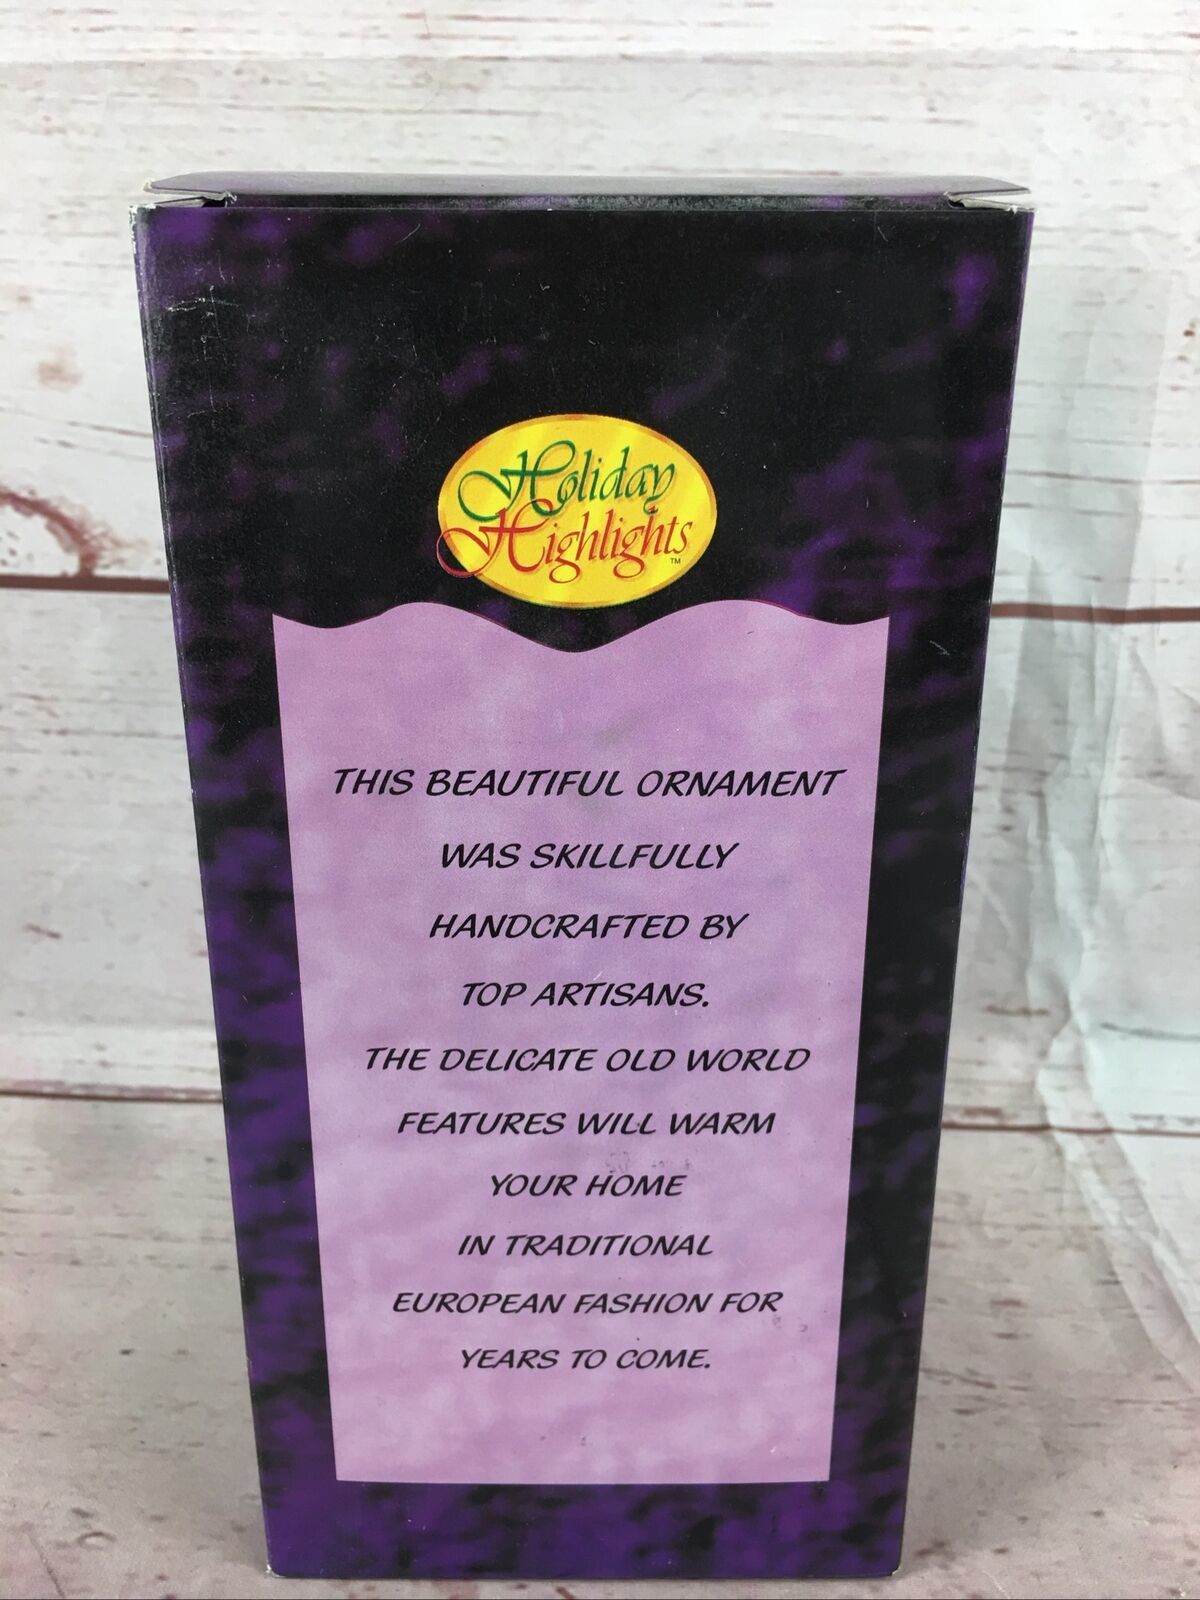 Holiday
Highlights™
THIS BEAUTIFUL ORNAMENT
WAS SKILLFULLY
HANDCRAFTED BY
TOP ARTISANS.
THE DELICATE OLD WORLD
FEATURES WILL WARM
YOUR HOME
IN TRADITIONAL
EUROPEAN FASHION FOR
YEARS TO COME.